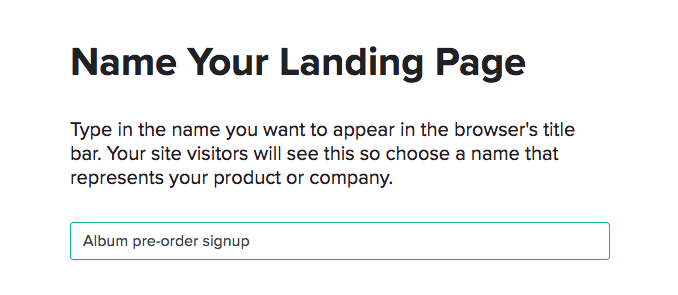 Name Your Landing Page
Type in the name you want to appear in the browser's title
bar. Your site visitors will see this so choose a name that
represents your product or company.
Album pre-order signup